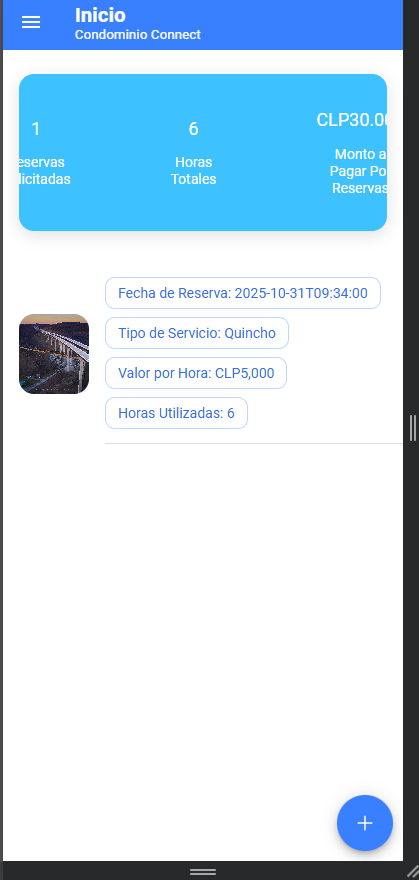 Inicio
Condominio Connect
1
eservas
licitadas
6
Horas
Totales
CLP30.00
Monto a
Pagar Po
Reservas
Fecha de Reserva: 2025-10-31T09:34:00
Tipo de Servicio: Quincho
Valor por Hora: CLP5,000
Horas Utilizadas: 6